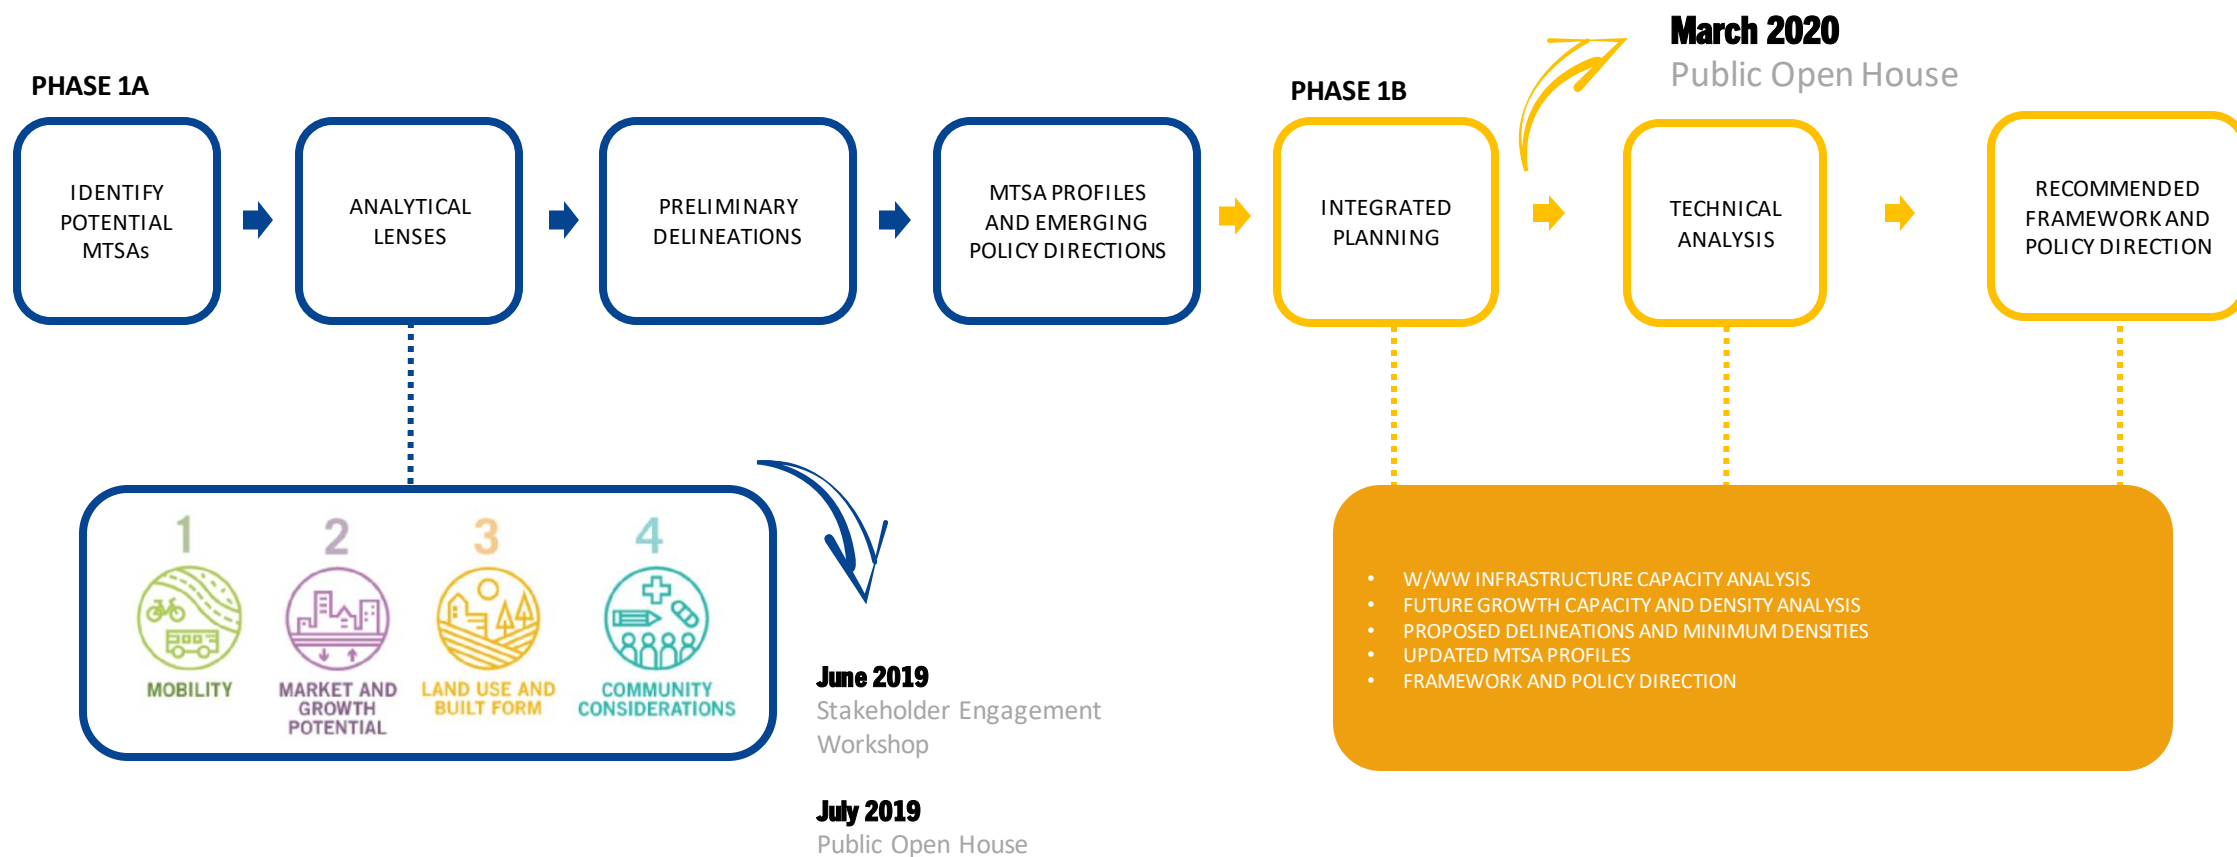 March 2020
Public Open House
PHASE 1A
PHASE 1B
IDENTIFY
POTENTIAL
MTSAs
ANALYTICAL
LENSES
PRELIMINARY
DELINEATIONS
MTSA PROFILES
AND EMERGING
POLICY DIRECTIONS
INTEGRATED
PLANNING
TECHNICAL
ANALYSIS
RECOMMENDED
FRAMEWORK AND
POLICY DIRECTION
1
MOBILITY
2
MARKET AND
GROWTH
POTENTIAL
3
LAND USE AND
BUILT FORM
4
COMMUNITY
CONSIDERATIONS
June 2019
Stakeholder Engagement
Workshop
July 2019
Public Open House
• W/WW INFRASTRUCTURE CAPACITY ANALYSIS
• FUTURE GROWTH CAPACITY AND DENSITY ANALYSIS
• PROPOSED DELINEATIONS AND MINIMUM DENSITIES
• UPDATED MTSA PROFILES
• FRAMEWORK AND POLICY DIRECTION